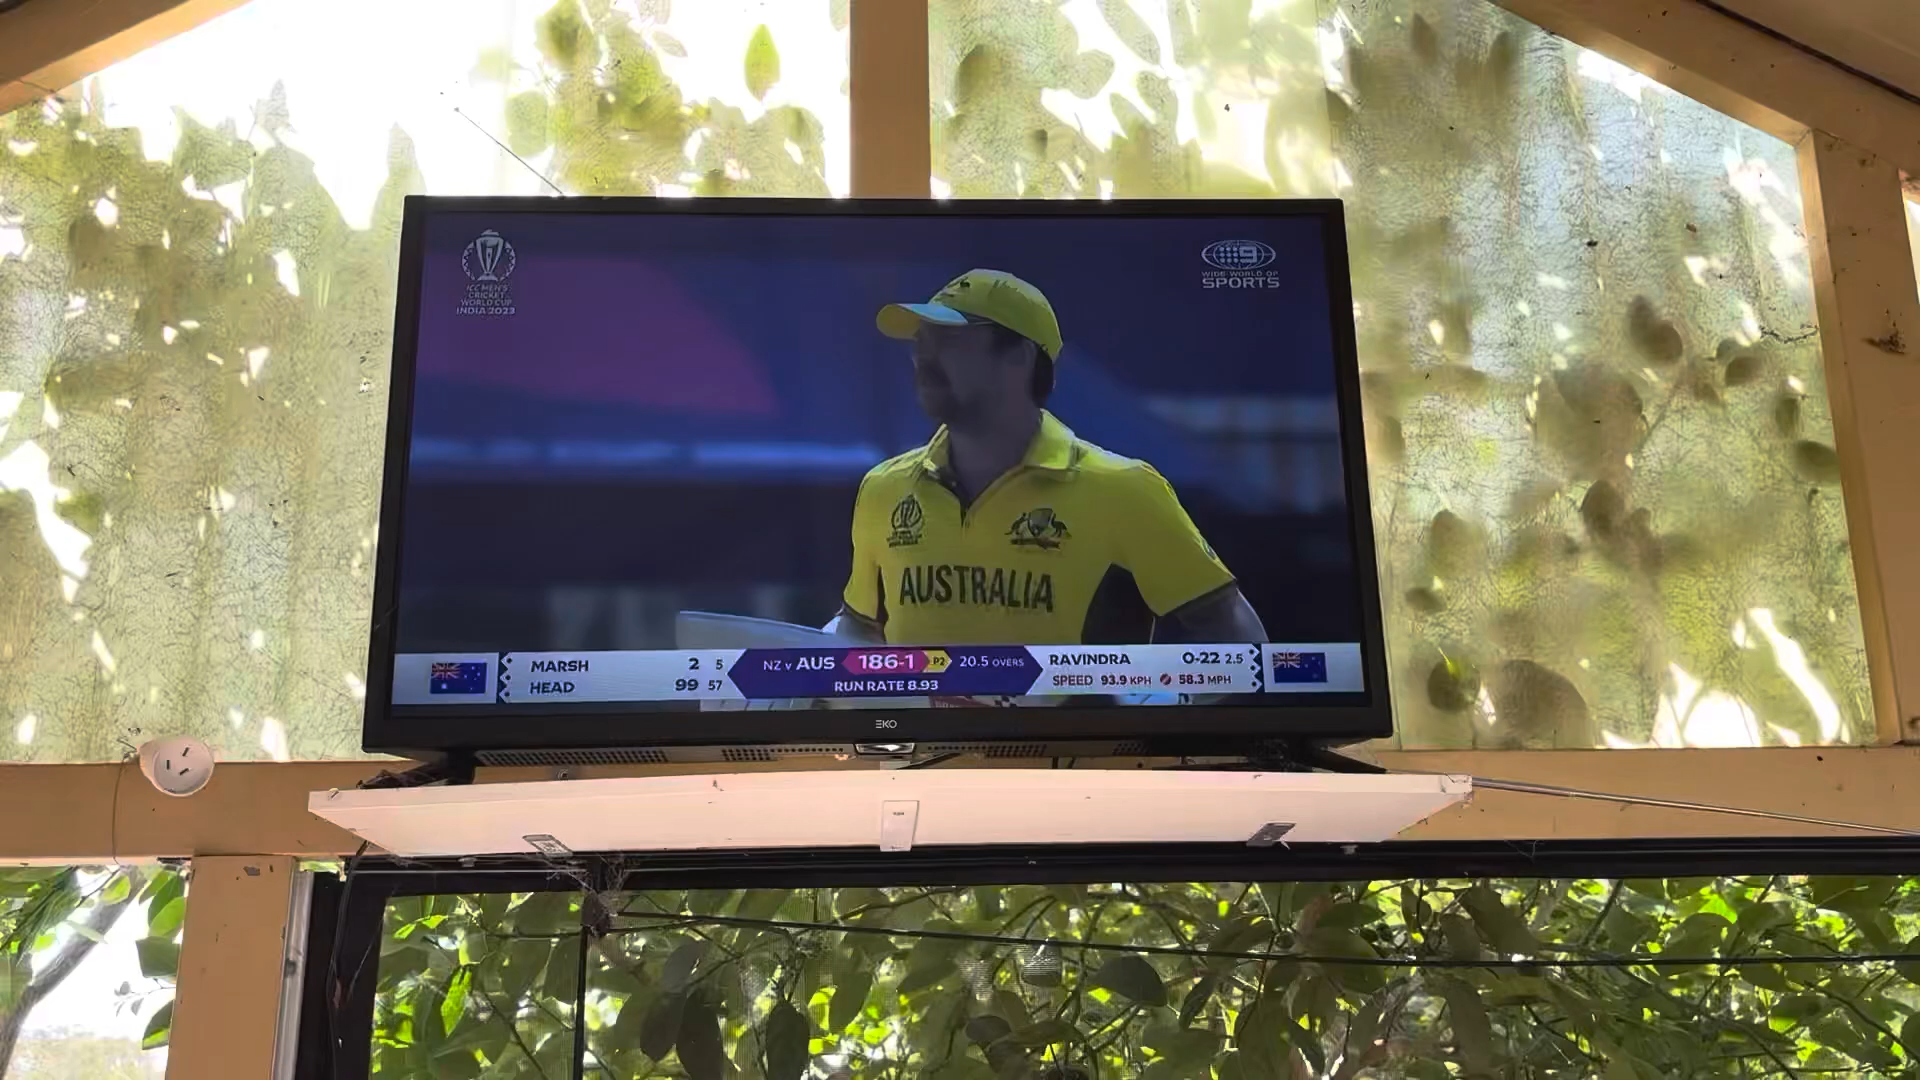 ICC MEN'S
CRICKET
WORLD CUP
INDIA 2023
9
WIDE WORLD OF
SPORTS
AUSTRALIA
MARSH 2 5
HEAD 99 57
NZ v AUS 186-1 P2 20.5 OVERS
RUN RATE 8.93
RAVINDRA 0-22 2.5
SPEED 93.9 KPH 58.3 MPH
EKO